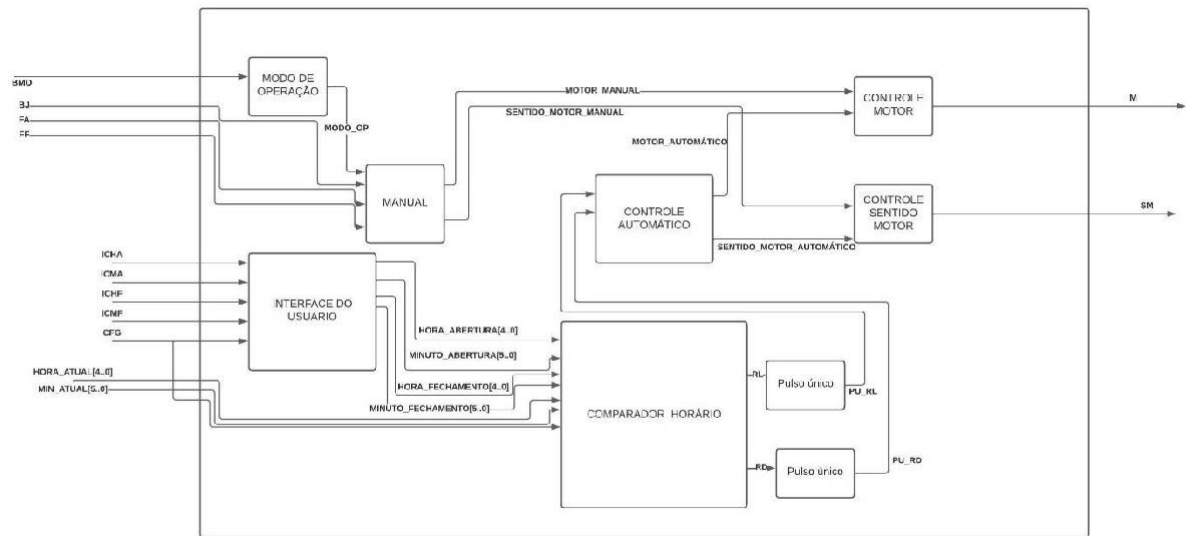 BMO
MODO DE
OPERAÇÃO
BJ
FA
FF
MODO_OP
MANUAL
MOTOR_MANUAL
SENTIDO_MOTOR_MANUAL
CONTROLE
MOTOR
M
MOTOR_AUTOMÁTICO
CONTROLE
AUTOMÁTICO
CONTROLE
SENTIDO
MOTOR
SM
SENTIDO_MOTOR_AUTOMÁTICO
ICHA
ICMA
ICHF
ICMF
CFG
INTERFACE DO
USUARIO
HORA_ATUAL[4..0]
MIN_ATUAL[5..0]
HORA_ABERTURA[4..0]
MINUTO_ABERTURA[5..0]
HORA_FECHAMENTO[4..0]
MINUTO_FECHAMENTO[5..0]
COMPARADOR HORÁRIO
RL
Pulso único
PU_RL
RD
Pulso único
PU_RD